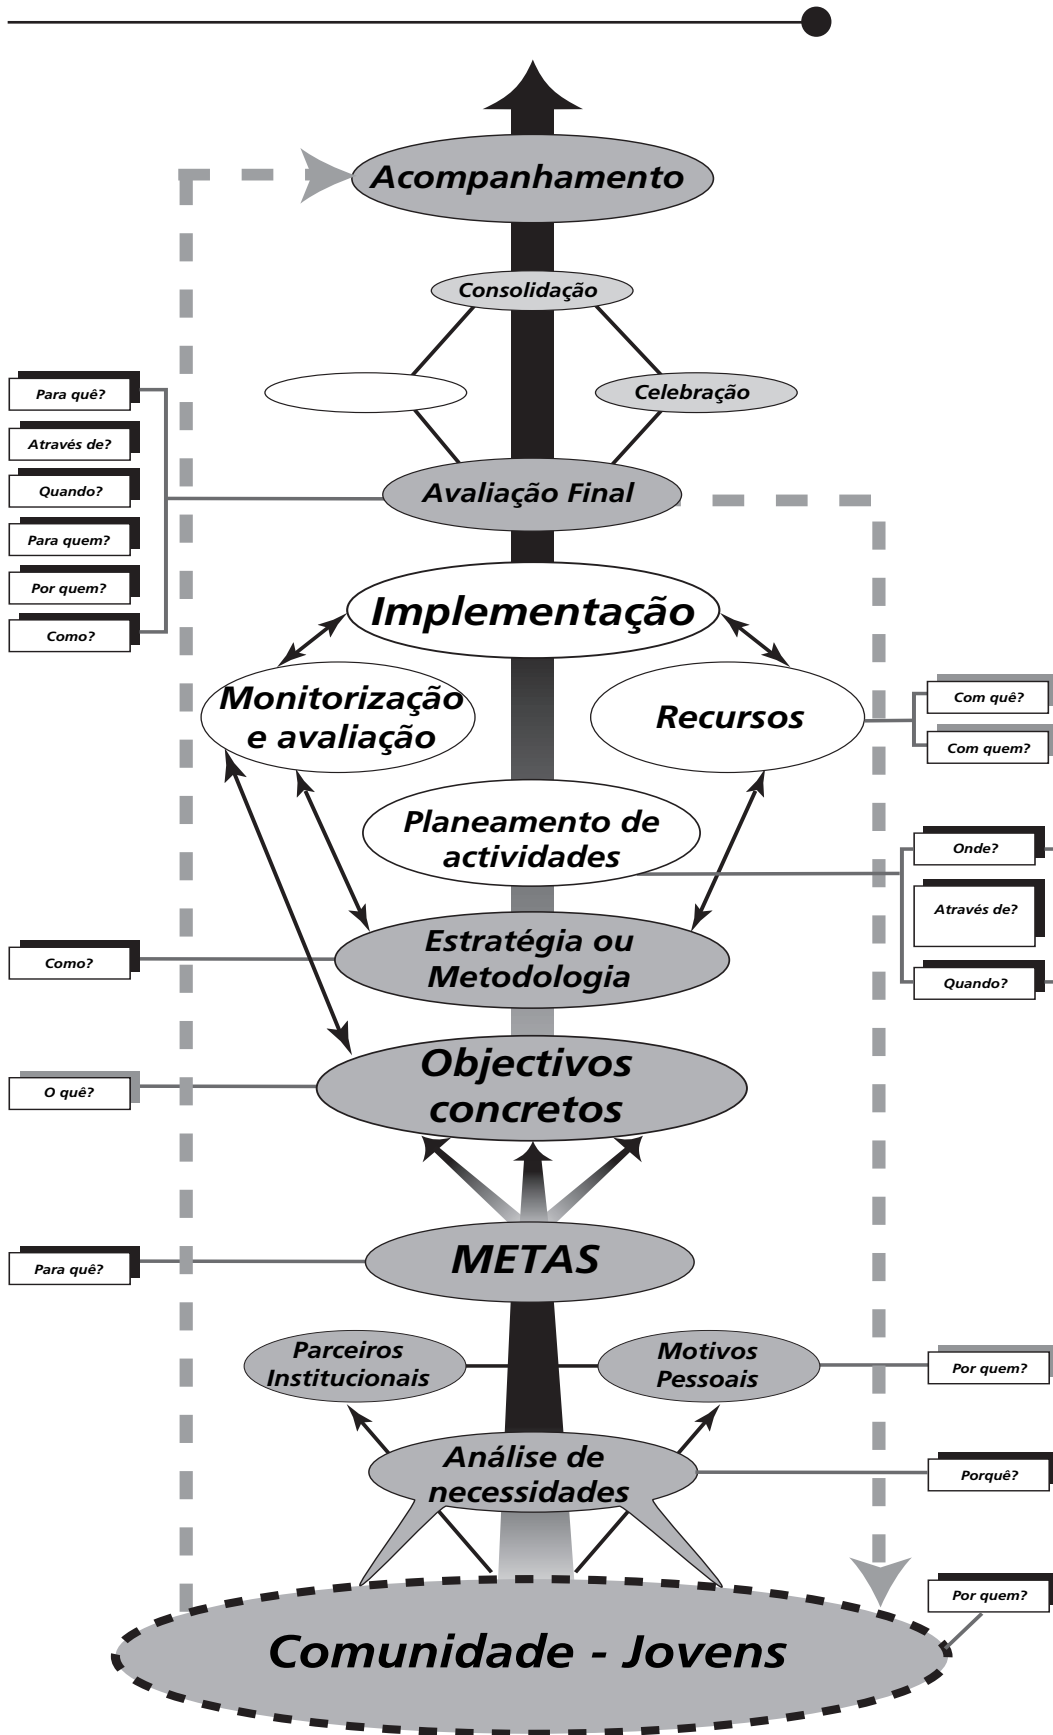 Acompanhamento
Consolidação
Celebração
Para quê?
Através de?
Quando?
Para quem?
Por quem?
Como?
Avaliação Final
Implementação
Monitorização
e avaliação
Recursos
Com quê?
Com quem?
Planeamento de
actividades
Onde?
Através de?
Quando?
Estratégia ou
Metodologia
Como?
Objectivos
concretos
O quê?
METAS
Para quê?
Parceiros
Institucionais
Motivos
Pessoais
Por quem?
Análise de
necessidades
Porquê?
Por quem?
Comunidade - Jovens